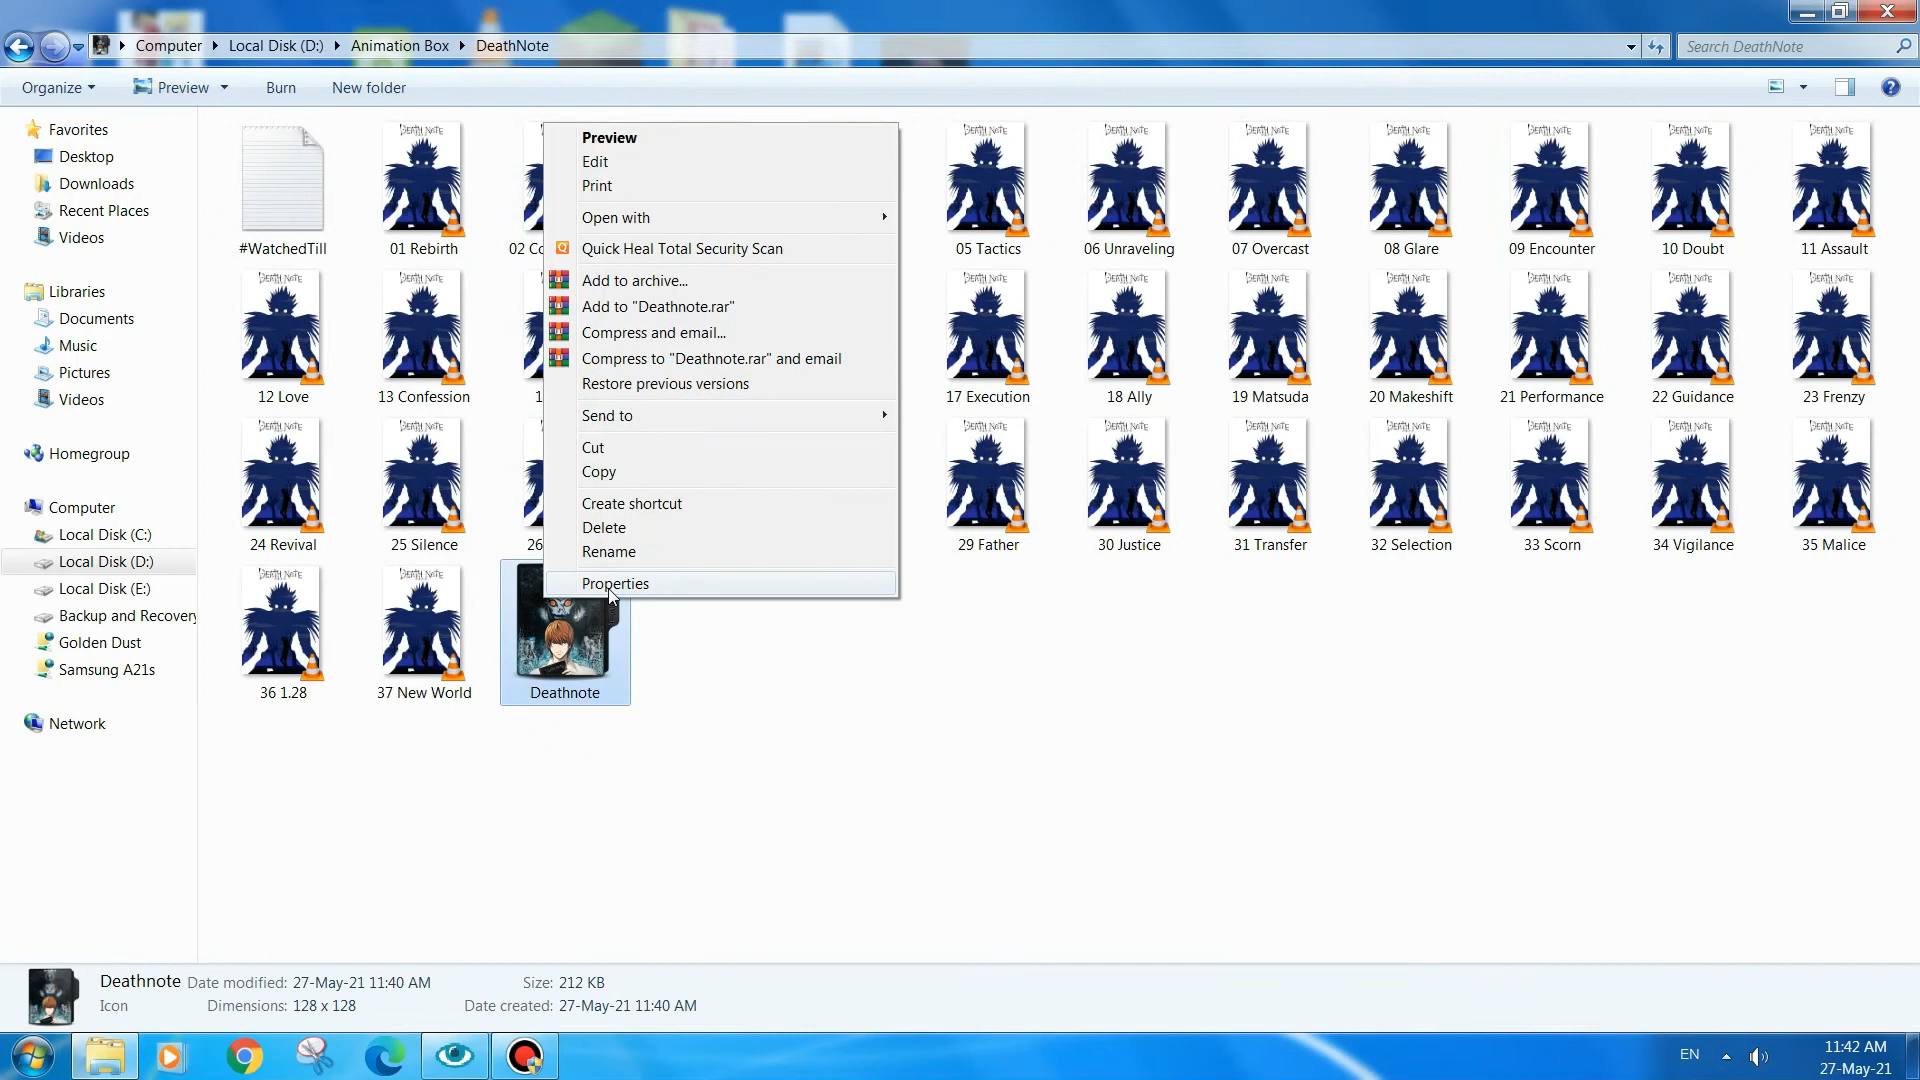 Computer Local Disk (D:) Animation Box DeathNote
Search DeathNote
Organize Preview Burn New folder
Favorites
Desktop
Downloads
Recent Places
Videos
Libraries
Documents
Music
Pictures
Videos
Homegroup
Computer
Local Disk (C:)
Local Disk (D:)
Local Disk (E:)
Backup and Recovery
Golden Dust
Samsung A21s
Network
#WatchedTill
01 Rebirth
02 Co
05 Tactics
06 Unraveling
07 Overcast
08 Glare
09 Encounter
10 Doubt
11 Assault
12 Love
13 Confession
1
17 Execution
18 Ally
19 Matsuda
20 Makeshift
21 Performance
22 Guidance
23 Frenzy
24 Revival
25 Silence
26
29 Father
30 Justice
31 Transfer
32 Selection
33 Scorn
34 Vigilance
35 Malice
36 1.28
37 New World
Deathnote
Preview
Edit
Print
Open with
Quick Heal Total Security Scan
Add to archive...
Add to "Deathnote.rar"
Compress and email...
Compress to "Deathnote.rar" and email
Restore previous versions
Send to
Cut
Copy
Create shortcut
Delete
Rename
Properties
Deathnote Date modified: 27-May-21 11:40 AM Size: 212 KB
Icon Dimensions: 128 x 128 Date created: 27-May-21 11:40 AM
EN
11:42 AM
27-May-21